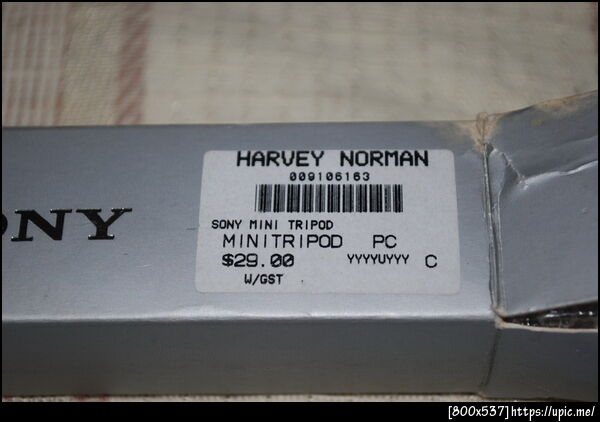 HARVEY NORMAN
009106163
ONY
SONY MINI TRIPOD
MINITRIPOD PC
$29.00 YYYYUYYY C
W/GST
[800x537]https://upic.me/